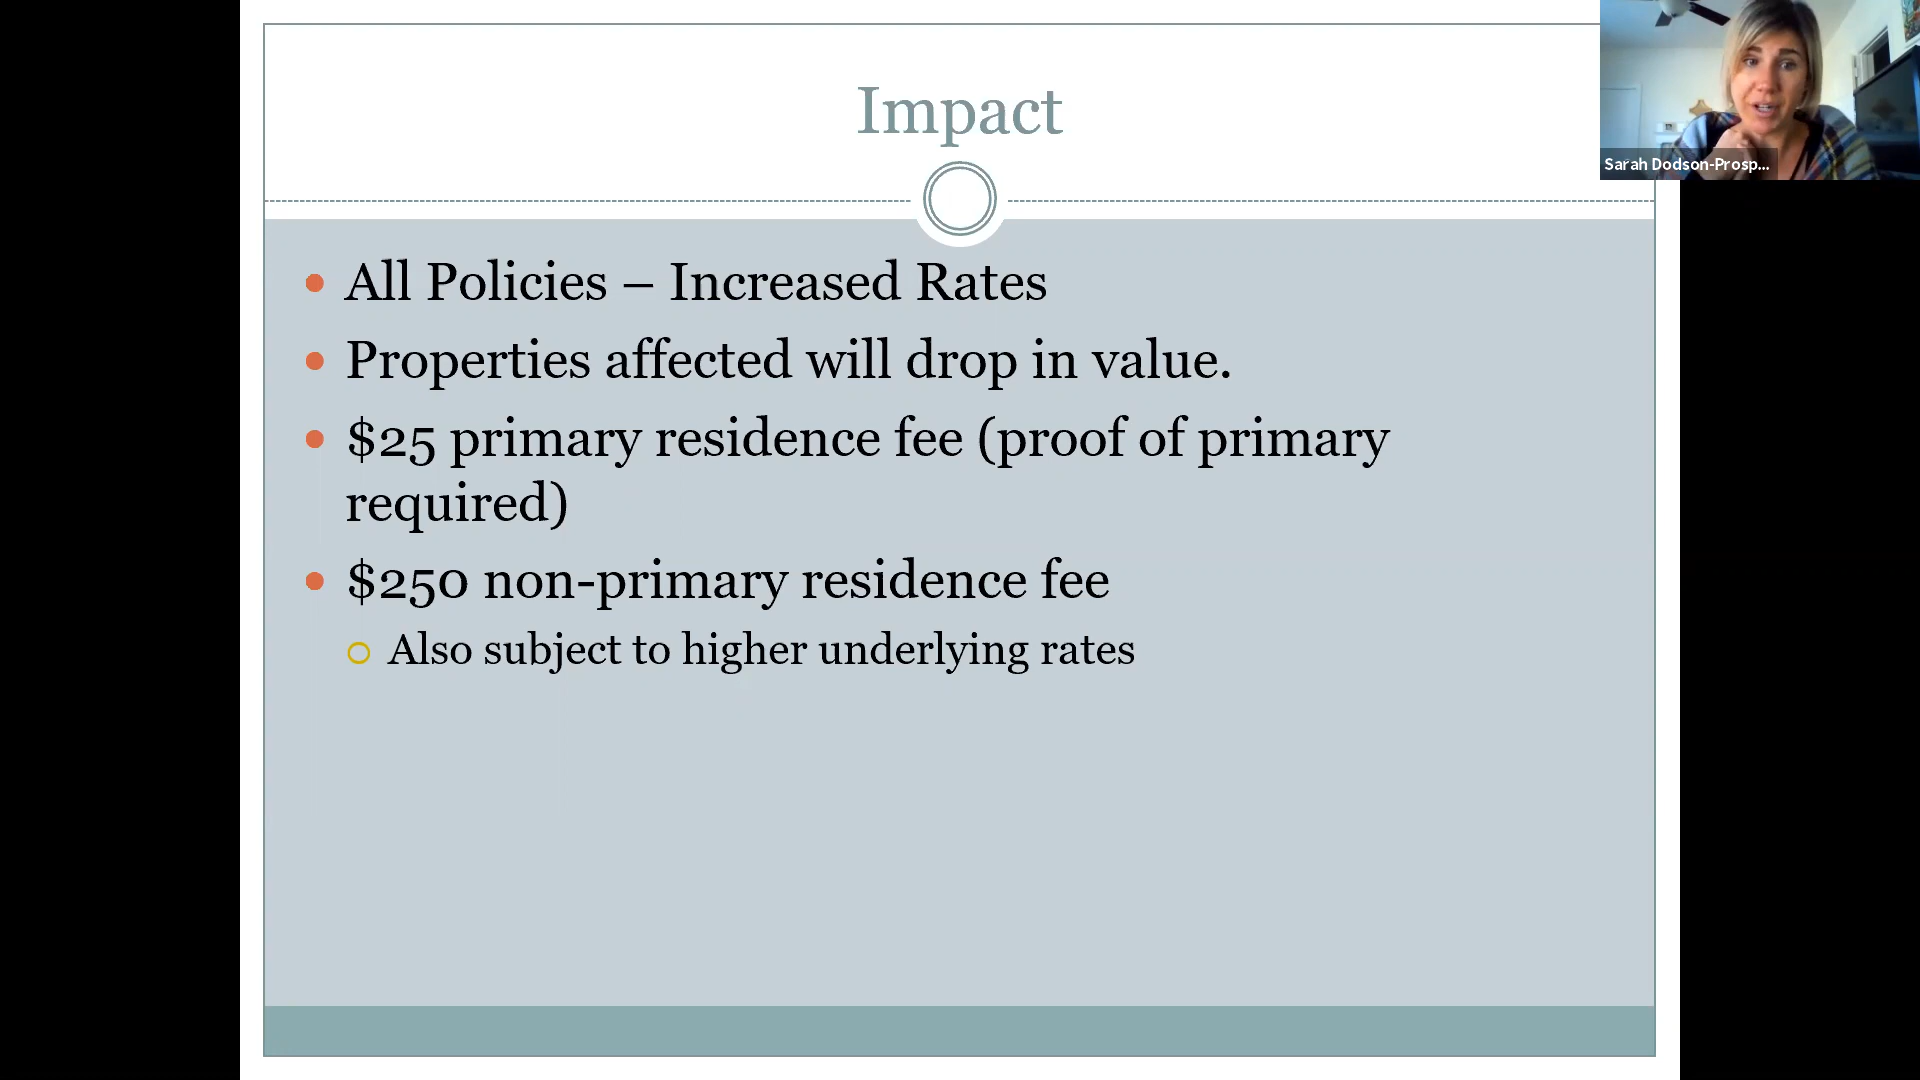 Impact
Sarah Dodson-Prosp...
All Policies – Increased Rates
Properties affected will drop in value.
$25 primary residence fee (proof of primary
required)
$250 non-primary residence fee
Also subject to higher underlying rates